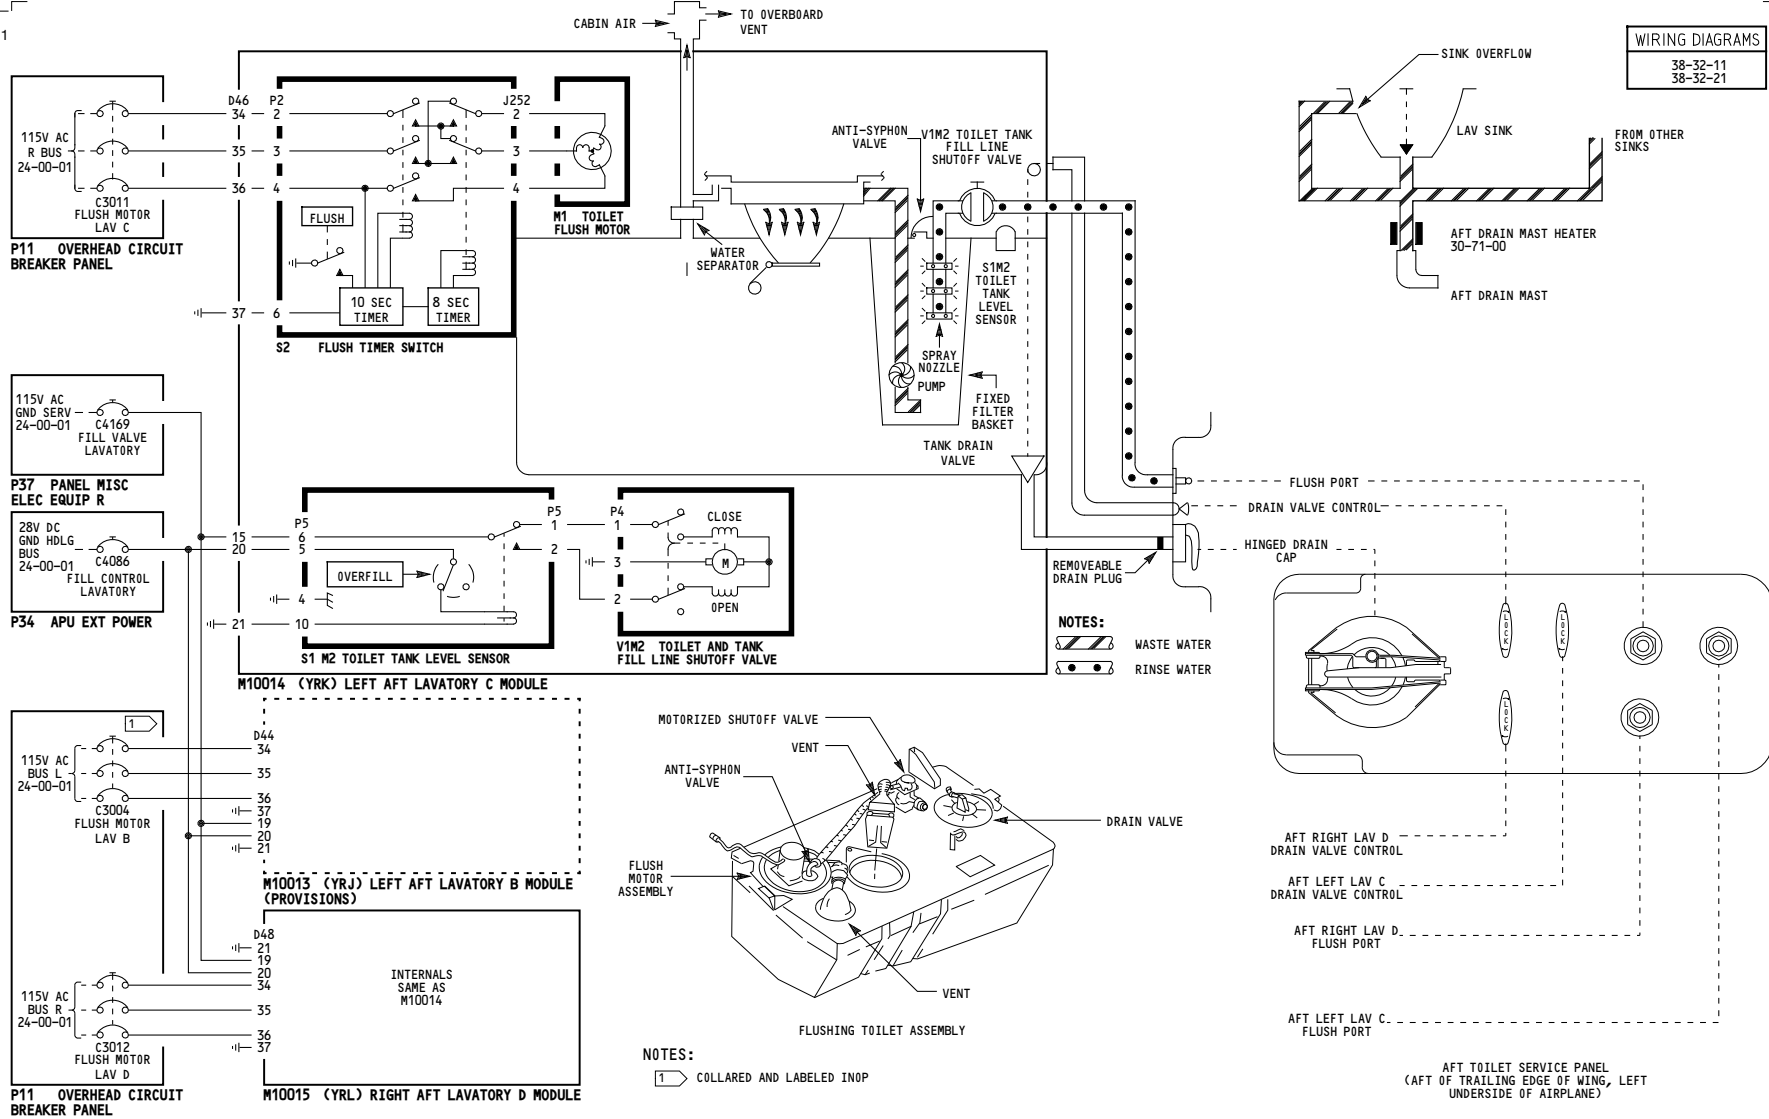 1
CABIN AIR
TO OVERBOARD
VENT
WIRING DIAGRAMS
38-32-11
38-32-21
115V AC
R BUS
24-00-01
C3011
FLUSH MOTOR
LAV C
P11 OVERHEAD CIRCUIT
BREAKER PANEL
D46
34
35
36
37
P2
2
3
4
6
FLUSH
10 SEC
TIMER
8 SEC
TIMER
J252
2
3
4
S2 FLUSH TIMER SWITCH
M1 TOILET
FLUSH MOTOR
WATER
SEPARATOR
ANTI-SYPHON
VALVE
V1M2 TOILET TANK
FILL LINE
SHUTOFF VALVE
S1M2
TOILET
TANK
LEVEL
SENSOR
SPRAY
NOZZLE
PUMP
FIXED
FILTER
BASKET
TANK DRAIN
VALVE
SINK OVERFLOW
LAV SINK
FROM OTHER
SINKS
AFT DRAIN MAST HEATER
30-71-00
AFT DRAIN MAST
115V AC
GND SERV
24-00-01
C4169
FILL VALVE
LAVATORY
P37 PANEL MISC
ELEC EQUIP R
28V DC
GND HDLG
BUS
24-00-01
C4086
FILL CONTROL
LAVATORY
P34 APU EXT POWER
15
20
21
P5
6
5
4
10
OVERFILL
P5
1
2
S1 M2 TOILET TANK LEVEL SENSOR
P4
1
3
2
CLOSE
M
OPEN
V1M2 TOILET AND TANK
FILL LINE SHUTOFF VALVE
M10014 (YRK) LEFT AFT LAVATORY C MODULE
FLUSH PORT
DRAIN VALVE CONTROL
HINGED DRAIN
CAP
REMOVEABLE
DRAIN PLUG
NOTES:
WASTE WATER
RINSE WATER
1
115V AC
BUS L
24-00-01
C3004
FLUSH MOTOR
LAV B
D44
34
35
36
37
19
20
21
M10013 (YRJ) LEFT AFT LAVATORY B MODULE
(PROVISIONS)
115V AC
BUS R
24-00-01
C3012
FLUSH MOTOR
LAV D
P11 OVERHEAD CIRCUIT
BREAKER PANEL
D48
21
19
20
34
35
36
37
INTERNALS
SAME AS
M10014
M10015 (YRL) RIGHT AFT LAVATORY D MODULE
MOTORIZED SHUTOFF VALVE
VENT
ANTI-SYPHON
VALVE
FLUSH
MOTOR
ASSEMBLY
DRAIN VALVE
VENT
FLUSHING TOILET ASSEMBLY
NOTES:
1 COLLARED AND LABELED INOP
LOCK
LOCK
LOCK
AFT RIGHT LAV D
DRAIN VALVE CONTROL
AFT LEFT LAV C
DRAIN VALVE CONTROL
AFT RIGHT LAV D
FLUSH PORT
AFT LEFT LAV C
FLUSH PORT
AFT TOILET SERVICE PANEL
(AFT OF TRAILING EDGE OF WING, LEFT
UNDERSIDE OF AIRPLANE)